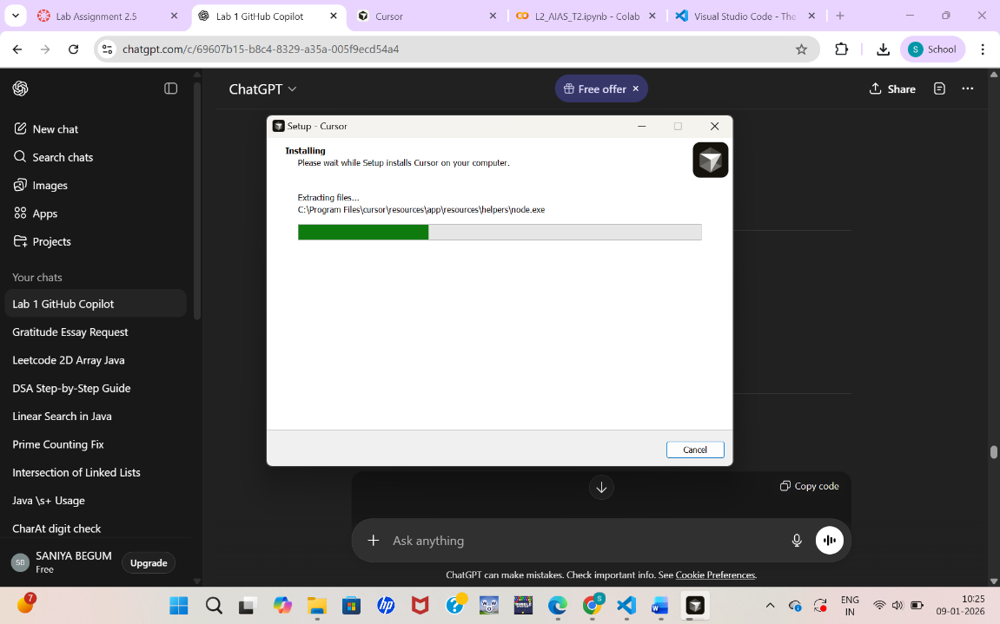 Lab Assignment 2.5
Lab 1 GitHub Copilot
Cursor
L2_AIAS_T2.ipynb - Colab
Visual Studio Code - The
chatgpt.com/c/69607b15-b8c4-8329-a35a-005f9ecd54a4
S
School
ChatGPT
Free offer
Share
New chat
Search chats
Images
Apps
Projects
Your chats
Lab 1 GitHub Copilot
Gratitude Essay Request
Leetcode 2D Array Java
DSA Step-by-Step Guide
Linear Search in Java
Prime Counting Fix
Intersection of Linked Lists
Java \s+ Usage
CharAt digit check
SB
SANIYA BEGUM
Free
Upgrade
Setup - Cursor
Installing
Please wait while Setup installs Cursor on your computer.
Extracting files...
C:\Program Files\cursor\resources\app\resources\helpers\node.exe
Cancel
Copy code
Ask anything
ChatGPT can make mistakes. Check important info. See Cookie Preferences.
7
hp
S
ENG
IN
10:25
09-01-2026